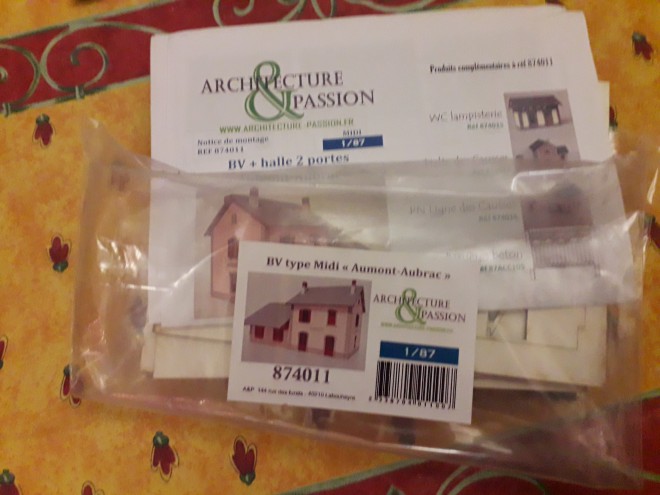 ARCHITECTURE
& PASSION
WWW.ARCHITECTURE-PASSION.FR
Notice de montage
REF 874011
MIDI
1/87
BV + halle 2 portes
Produits complémentaires à réf 874011
WC lampisterie
BV type Midi « Aumont-Aubrac »
ARCHITECTURE
& PASSION
1/87
874011